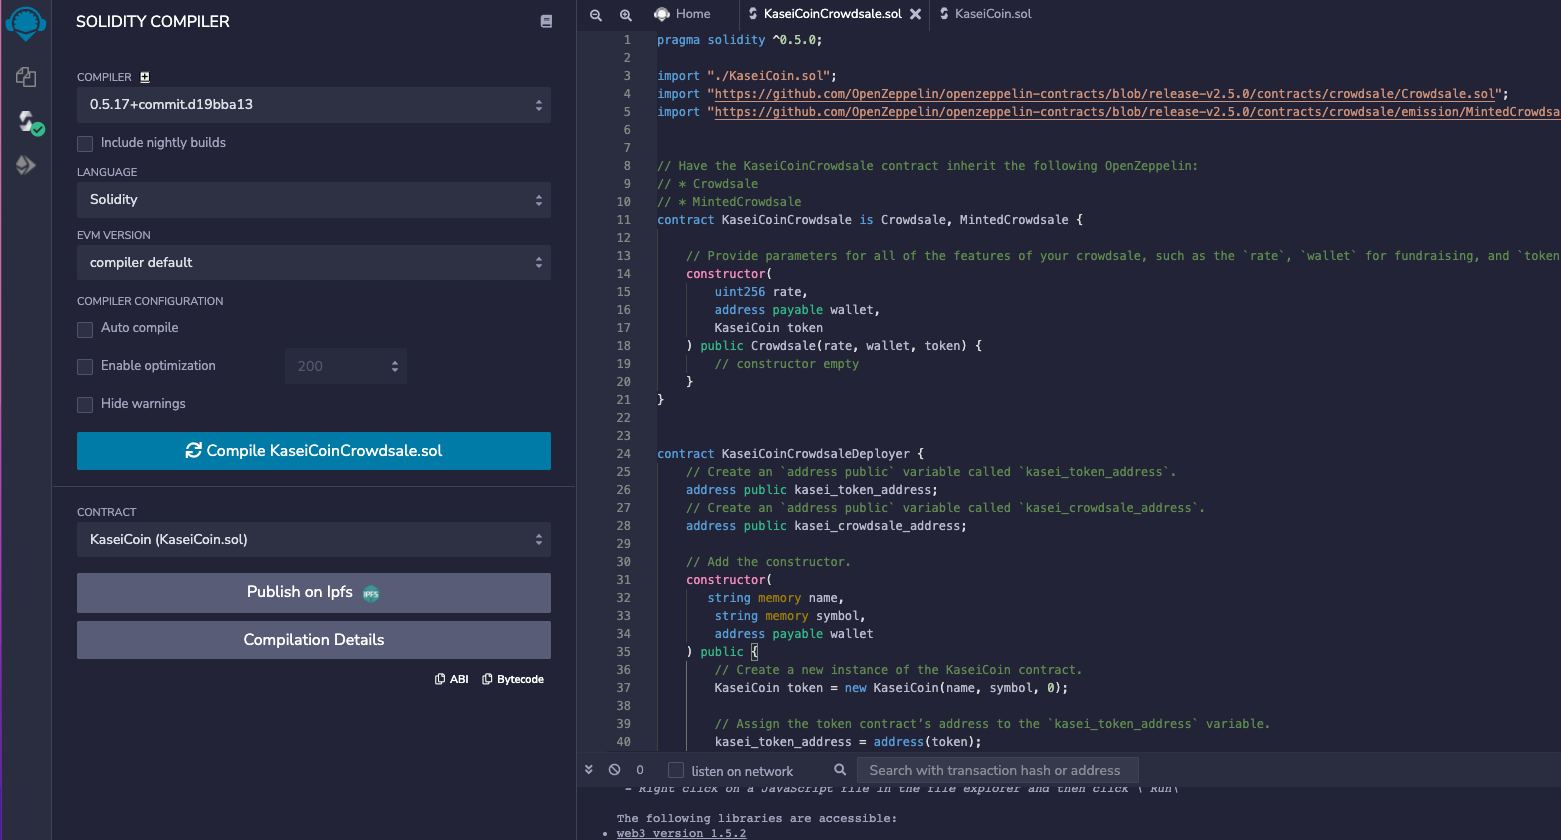 SOLIDITY COMPILER
COMPILER
0.5.17+commit.d19bba13
Include nightly builds
LANGUAGE
Solidity
EVM VERSION
compiler default
COMPILER CONFIGURATION
Auto compile
Enable optimization
200
Hide warnings
Compile KaseiCoinCrowdsale.sol
CONTRACT
KaseiCoin (KaseiCoin.sol)
Publish on Ipfs IPFS
Compilation Details
ABI Bytecode
Home KaseiCoinCrowdsale.sol KaseiCoin.sol
1 pragma solidity ^0.5.0;
2
3 import "./KaseiCoin.sol";
4 import "https://github.com/OpenZeppelin/openzeppelin-contracts/blob/release-v2.5.0/contracts/crowdsale/Crowdsale.sol";
5 import "https://github.com/OpenZeppelin/openzeppelin-contracts/blob/release-v2.5.0/contracts/crowdsale/emission/MintedCrowdsa
6
7
8 // Have the KaseiCoinCrowdsale contract inherit the following OpenZeppelin:
9 // * Crowdsale
10 // * MintedCrowdsale
11 contract KaseiCoinCrowdsale is Crowdsale, MintedCrowdsale {
12
13 // Provide parameters for all of the features of your crowdsale, such as the `rate`, `wallet` for fundraising, and `token
14 constructor(
15 uint256 rate,
16 address payable wallet,
17 KaseiCoin token
18 ) public Crowdsale(rate, wallet, token) {
19 // constructor empty
20 }
21 }
22
23
24 contract KaseiCoinCrowdsaleDeployer {
25 // Create an `address public` variable called `kasei_token_address`.
26 address public kasei_token_address;
27 // Create an `address public` variable called `kasei_crowdsale_address`.
28 address public kasei_crowdsale_address;
29
30 // Add the constructor.
31 constructor(
32 string memory name,
33 string memory symbol,
34 address payable wallet
35 ) public {
36 // Create a new instance of the KaseiCoin contract.
37 KaseiCoin token = new KaseiCoin(name, symbol, 0);
38
39 // Assign the token contract’s address to the `kasei_token_address` variable.
40 kasei_token_address = address(token);
0 listen on network Search with transaction hash or address
- Right click on a JavaScript file in the file explorer and then click \`Run\
The following libraries are accessible:
• web3 version 1.5.2